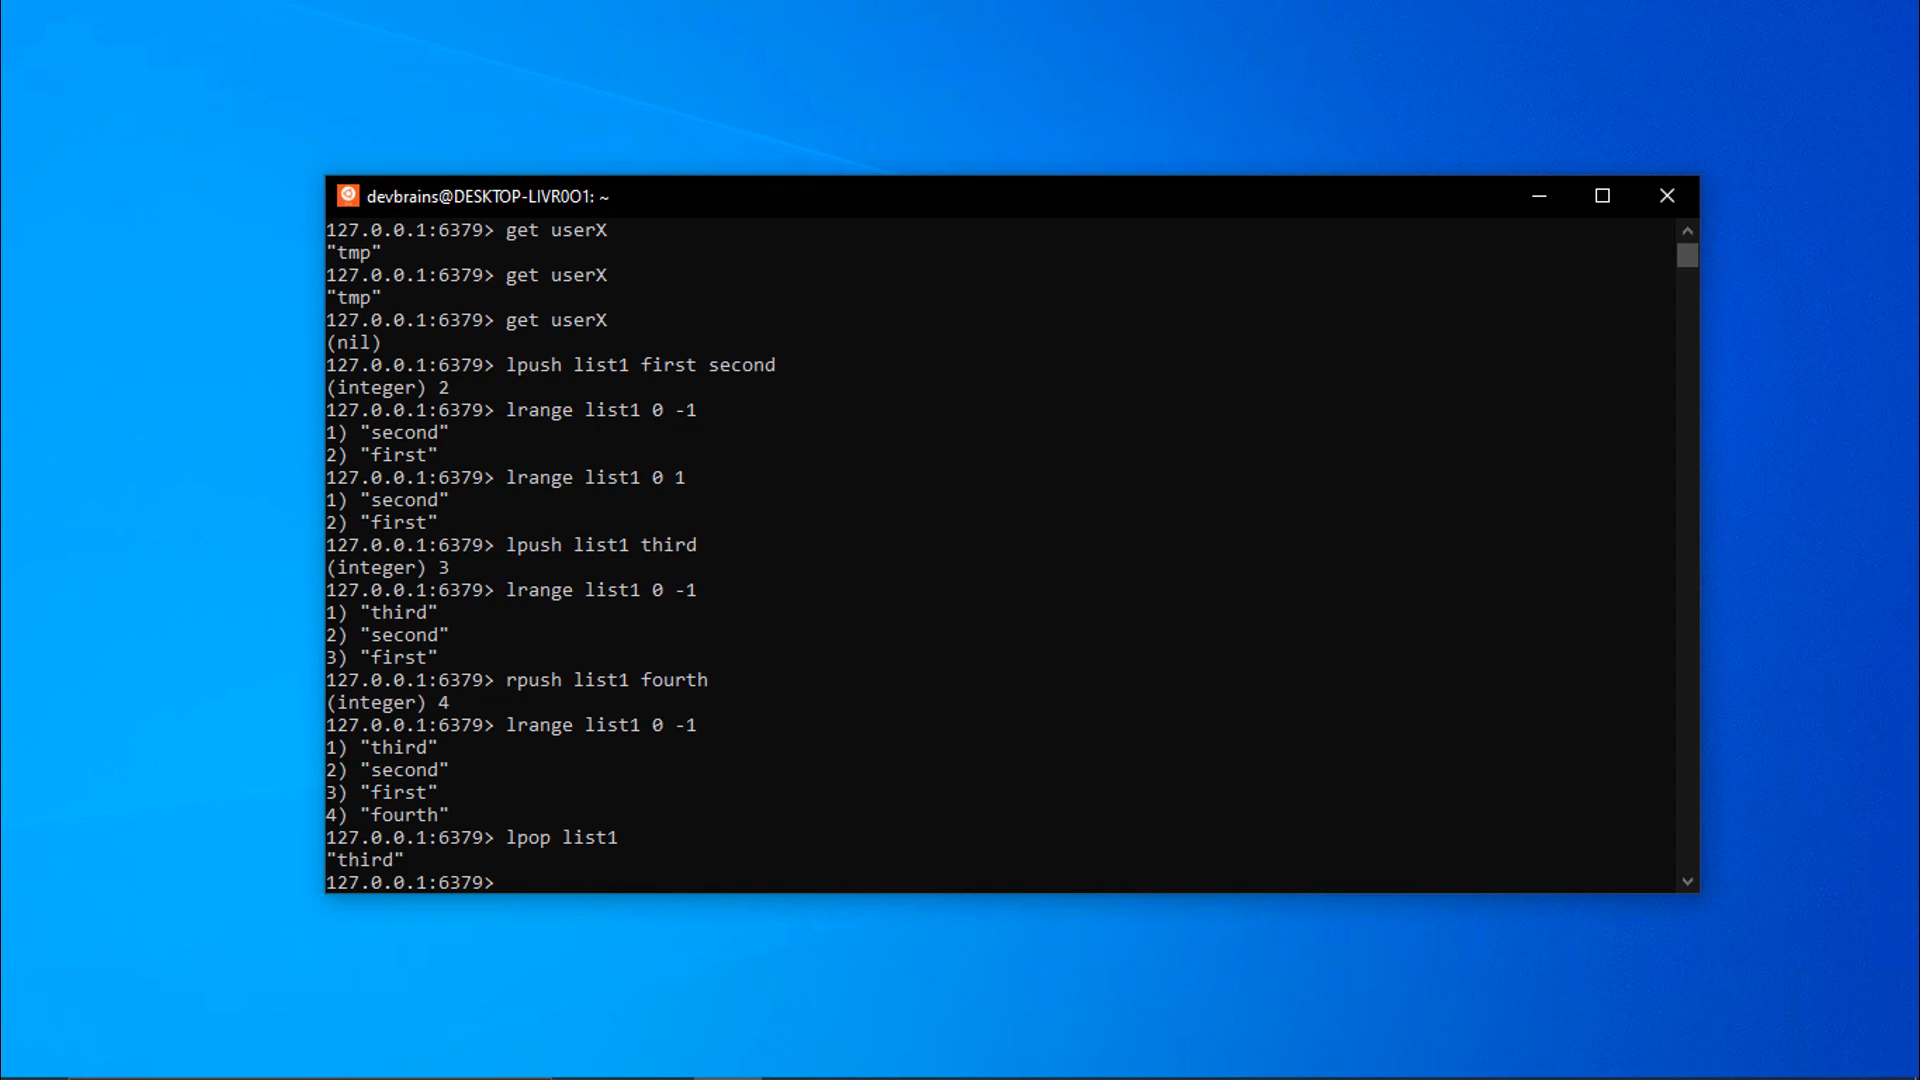 devbrains@DESKTOP-LIVR0O1: ~
127.0.0.1:6379> get userX
"tmp"
127.0.0.1:6379> get userX
"tmp"
127.0.0.1:6379> get userX
(nil)
127.0.0.1:6379> lpush list1 first second
(integer) 2
127.0.0.1:6379> lrange list1 0 -1
1) "second"
2) "first"
127.0.0.1:6379> lrange list1 0 1
1) "second"
2) "first"
127.0.0.1:6379> lpush list1 third
(integer) 3
127.0.0.1:6379> lrange list1 0 -1
1) "third"
2) "second"
3) "first"
127.0.0.1:6379> rpush list1 fourth
(integer) 4
127.0.0.1:6379> lrange list1 0 -1
1) "third"
2) "second"
3) "first"
4) "fourth"
127.0.0.1:6379> lpop list1
"third"
127.0.0.1:6379>